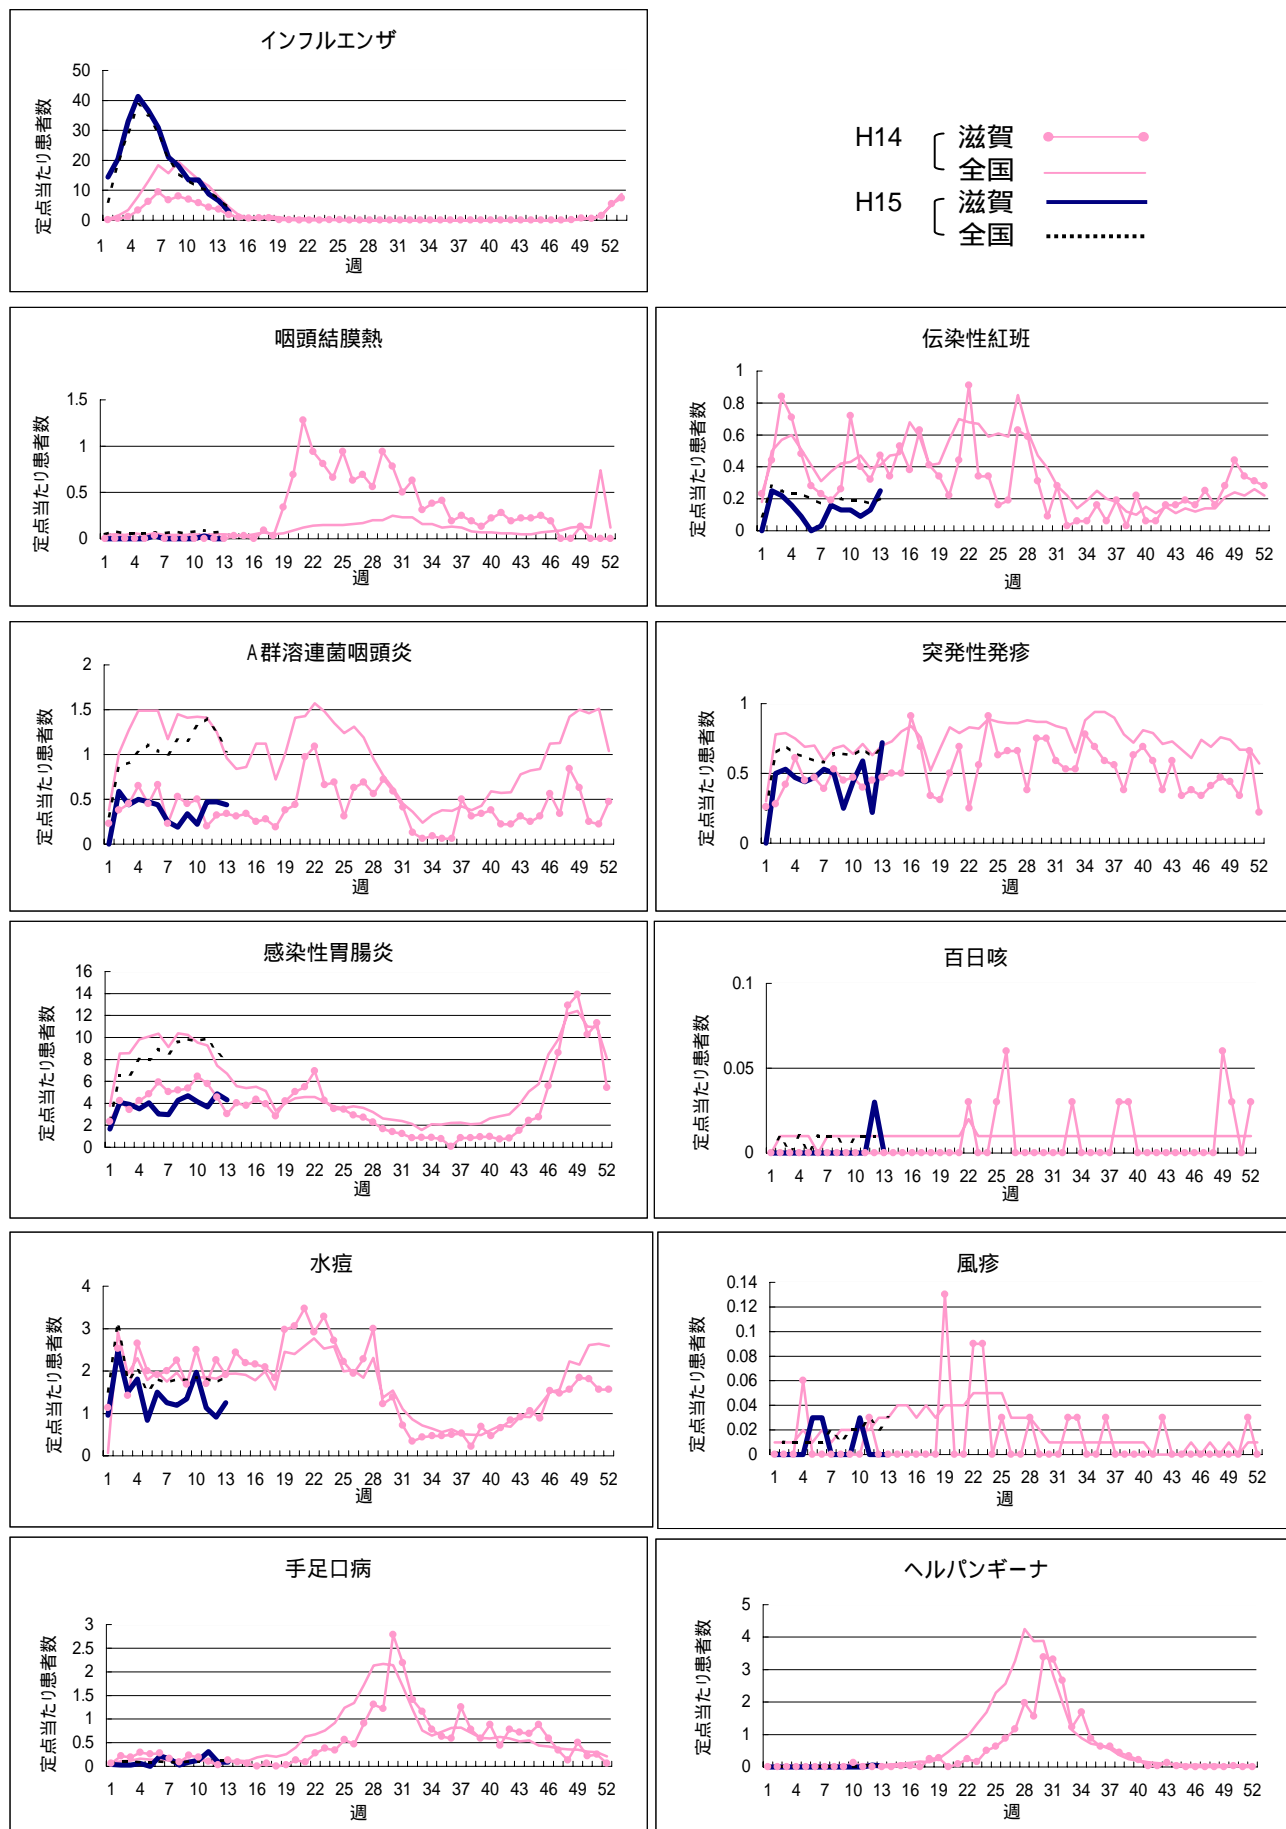 インフルエンザ
定点当たり患者数
50
40
30
20
10
0
1 4 7 10 13 16 19 22 25 28 31 34 37 40 43 46 49 52
週
H14 滋賀
全国
H15 滋賀
全国
咽頭結膜熱
定点当たり患者数
1.5
1
0.5
0
1 4 7 10 13 16 19 22 25 28 31 34 37 40 43 46 49 52
週
伝染性紅班
定点当たり患者数
1
0.8
0.6
0.4
0.2
0
1 4 7 10 13 16 19 22 25 28 31 34 37 40 43 46 49 52
週
A群溶連菌咽頭炎
定点当たり患者数
2
1.5
1
0.5
0
1 4 7 10 13 16 19 22 25 28 31 34 37 40 43 46 49 52
週
突発性発疹
定点当たり患者数
1
0.5
0
1 4 7 10 13 16 19 22 25 28 31 34 37 40 43 46 49 52
週
感染性胃腸炎
定点当たり患者数
16
14
12
10
8
6
4
2
0
1 4 7 10 13 16 19 22 25 28 31 34 37 40 43 46 49 52
週
百日咳
定点当たり患者数
0.1
0.05
0
1 4 7 10 13 16 19 22 25 28 31 34 37 40 43 46 49 52
週
水痘
定点当たり患者数
4
3
2
1
0
1 4 7 10 13 16 19 22 25 28 31 34 37 40 43 46 49 52
週
風疹
定点当たり患者数
0.14
0.12
0.1
0.08
0.06
0.04
0.02
0
1 4 7 10 13 16 19 22 25 28 31 34 37 40 43 46 49 52
週
手足口病
定点当たり患者数
3
2.5
2
1.5
1
0.5
0
1 4 7 10 13 16 19 22 25 28 31 34 37 40 43 46 49 52
週
ヘルパンギーナ
定点当たり患者数
5
4
3
2
1
0
1 4 7 10 13 16 19 22 25 28 31 34 37 40 43 46 49 52
週